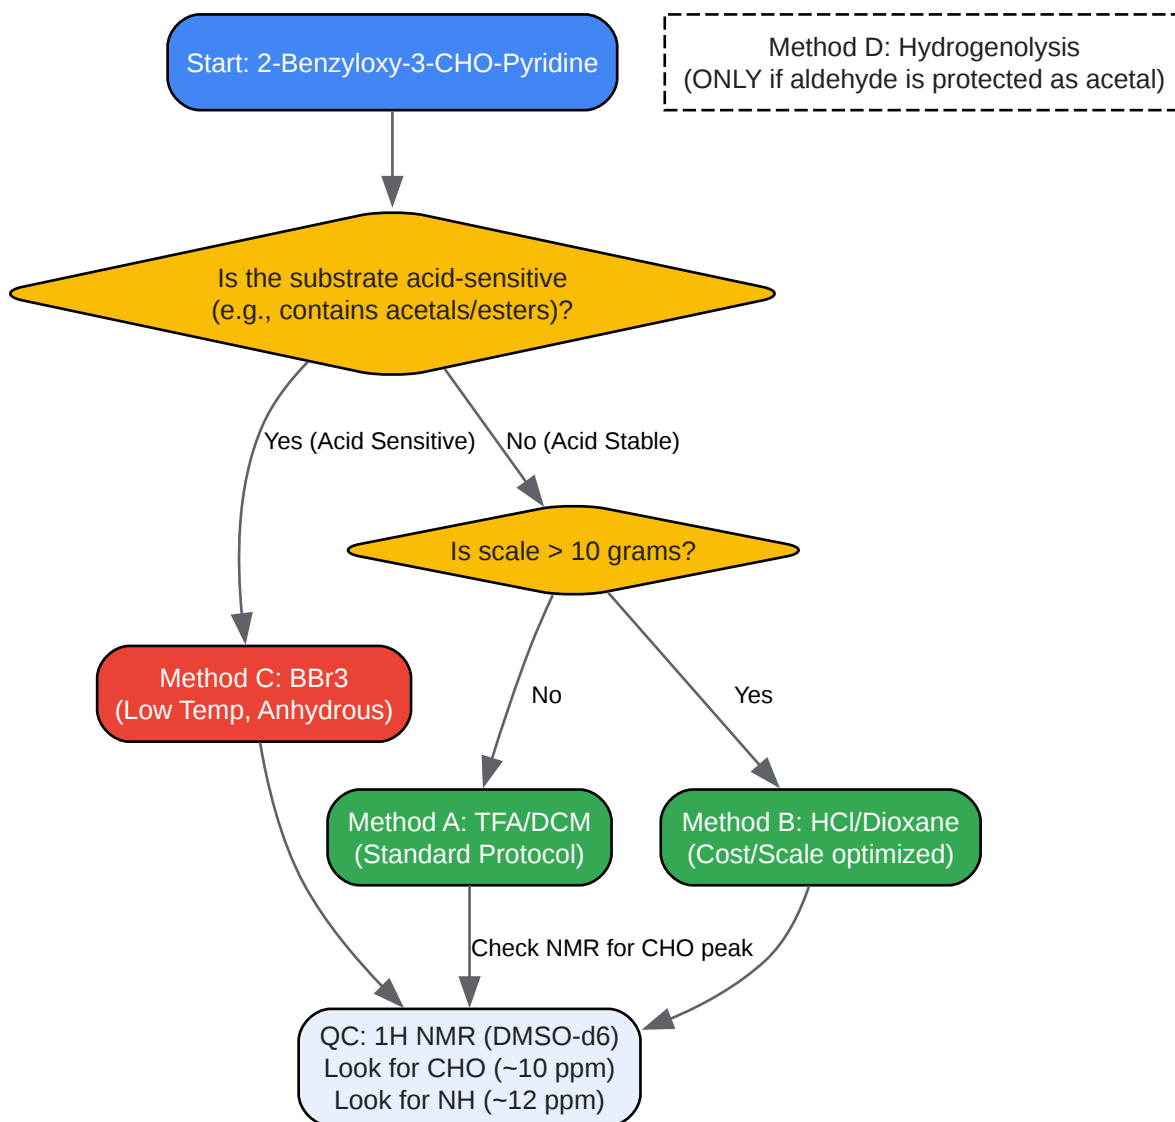 Start: 2-Benzyloxy-3-CHO-Pyridine
Method D: Hydrogenolysis
(ONLY if aldehyde is protected as acetal)
Is the substrate acid-sensitive
(e.g., contains acetals/esters)?
Yes (Acid Sensitive)
No (Acid Stable)
Is scale > 10 grams?
Method C: BBr3
(Low Temp, Anhydrous)
No
Yes
Method A: TFA/DCM
(Standard Protocol)
Method B: HCl/Dioxane
(Cost/Scale optimized)
Check NMR for CHO peak
QC: 1H NMR (DMSO-d6)
Look for CHO (~10 ppm)
Look for NH (~12 ppm)